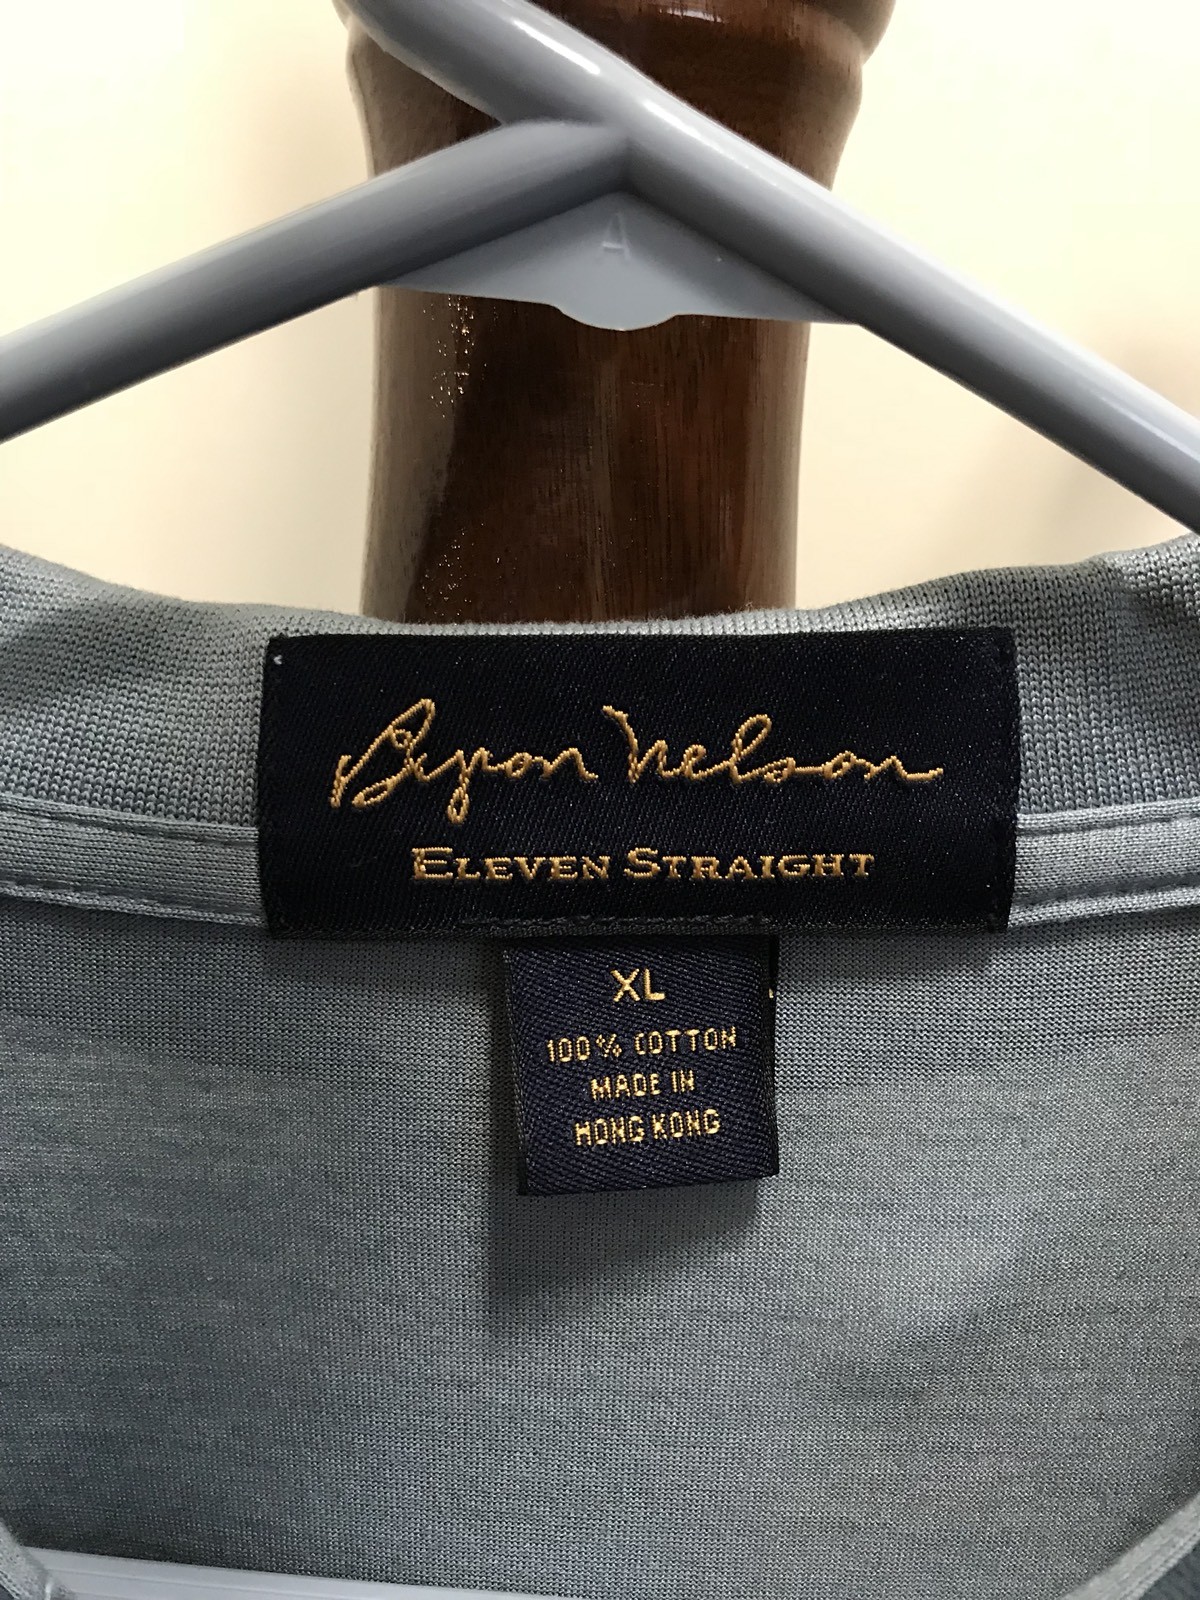 A
Byron Nelson
ELEVEN STRAIGHT
XL
100% COTTON
MADE IN
HONG KONG